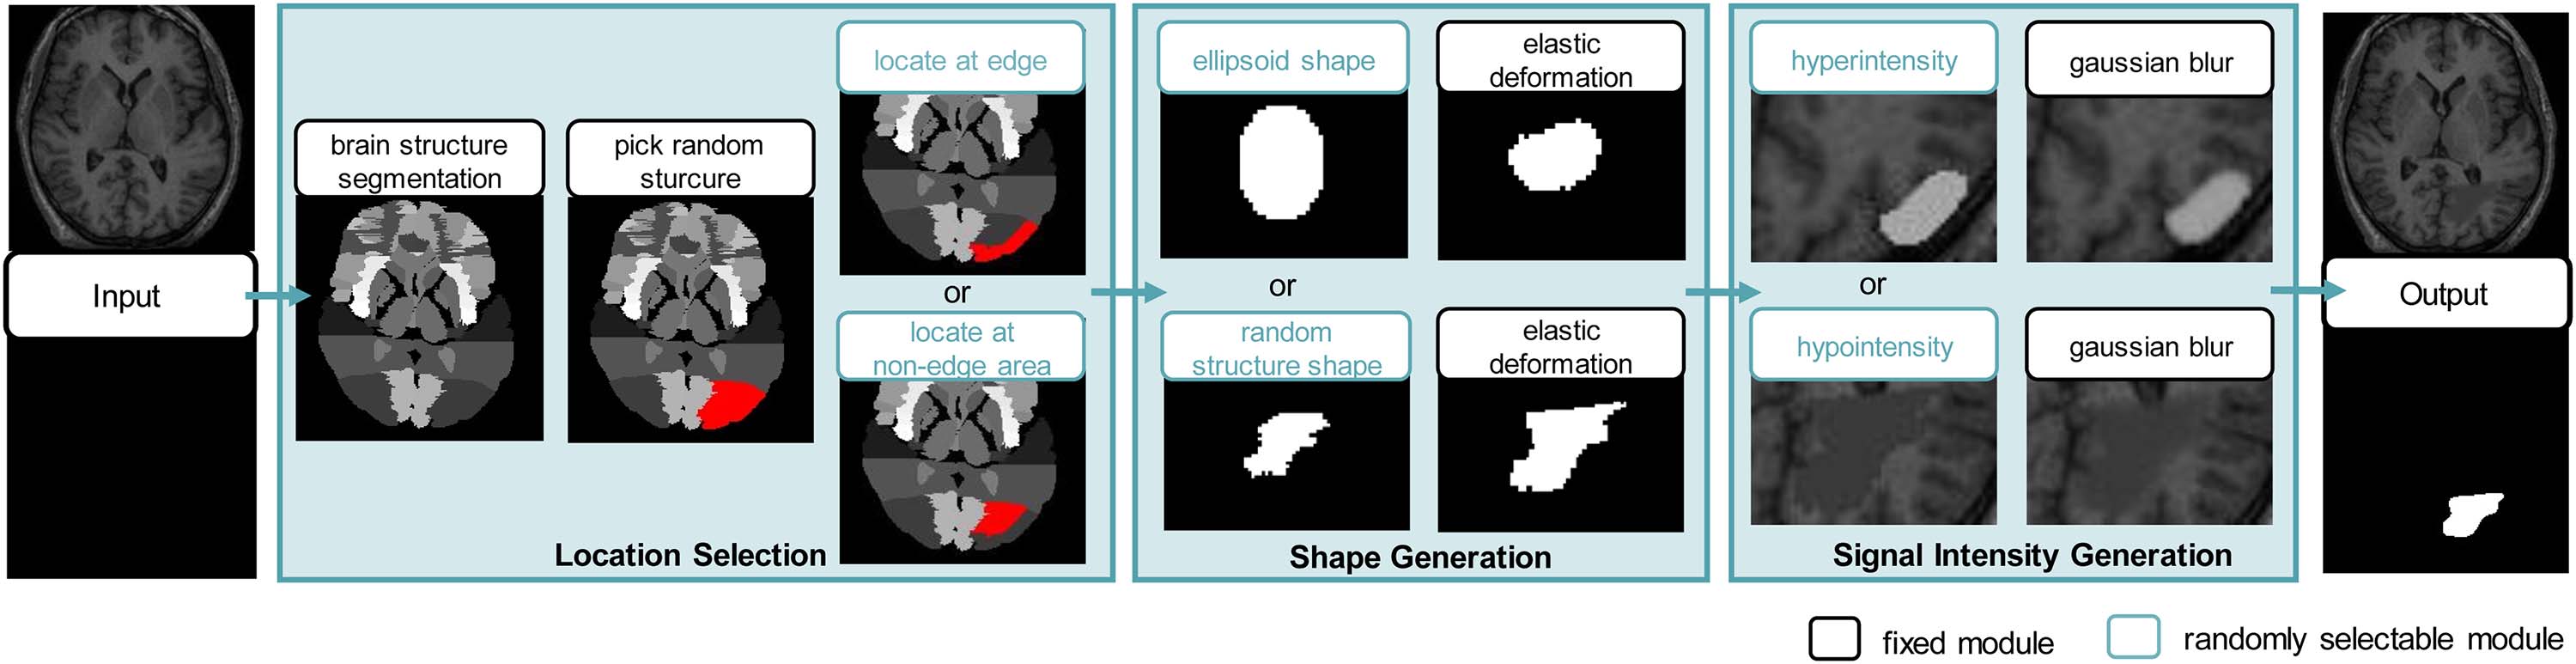 Input
brain structure
segmentation
pick random
sturcure
locate at edge
or
locate at
non-edge area
Location Selection
ellipsoid shape
elastic
deformation
or
random
structure shape
elastic
deformation
Shape Generation
hyperintensity
gaussian blur
or
hypointensity
gaussian blur
Signal Intensity Generation
Output
fixed module
randomly selectable module